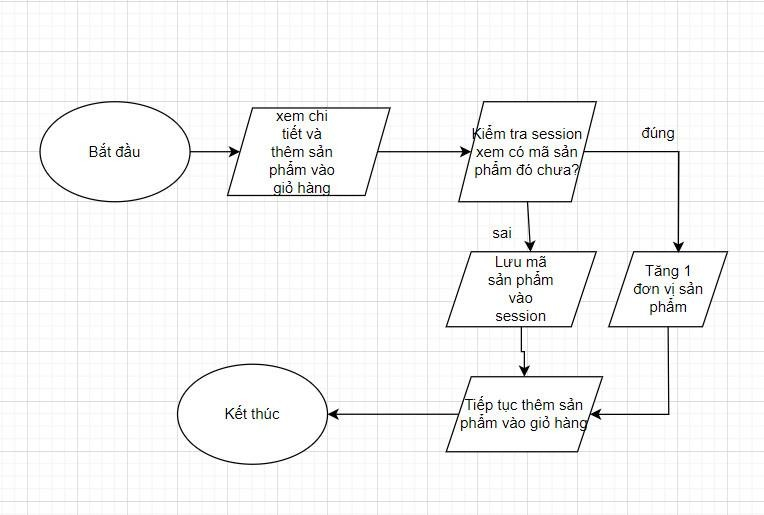 Bắt đầu
xem chi
tiết và
thêm sản
phẩm vào
giỏ hàng
Kiểm tra session
xem có mã sản
phẩm đó chưa?
đúng
sai
Lưu mã
sản phẩm
vào
session
Tăng 1
đơn vị sản
phẩm
Tiếp tục thêm sản
phẩm vào giỏ hàng
Kết thúc